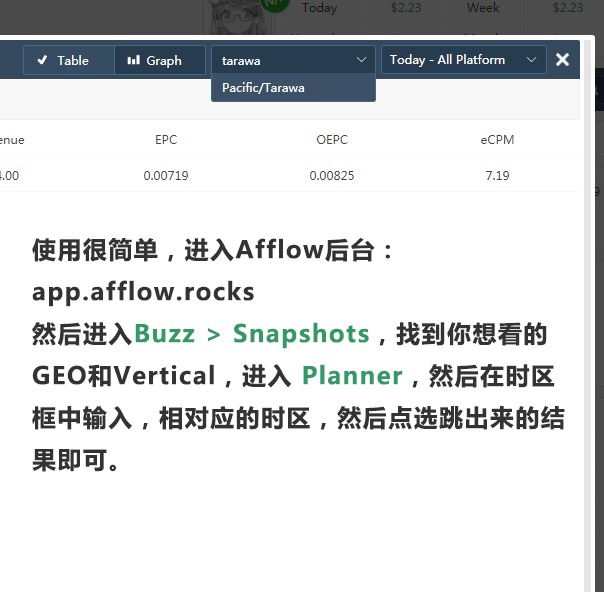 Today $2.23 Week $2.23
Table Graph tarawa Today - All Platform
Pacific/Tarawa
enue EPC OEPC eCPM
.00 0.00719 0.00825 7.19
使用很简单，进入Afflow后台：
app.afflow.rocks
然后进入Buzz > Snapshots，找到你想看的
GEO和Vertical，进入 Planner，然后在时区
框中输入，相对应的时区，然后点选跳出来的结
果即可。